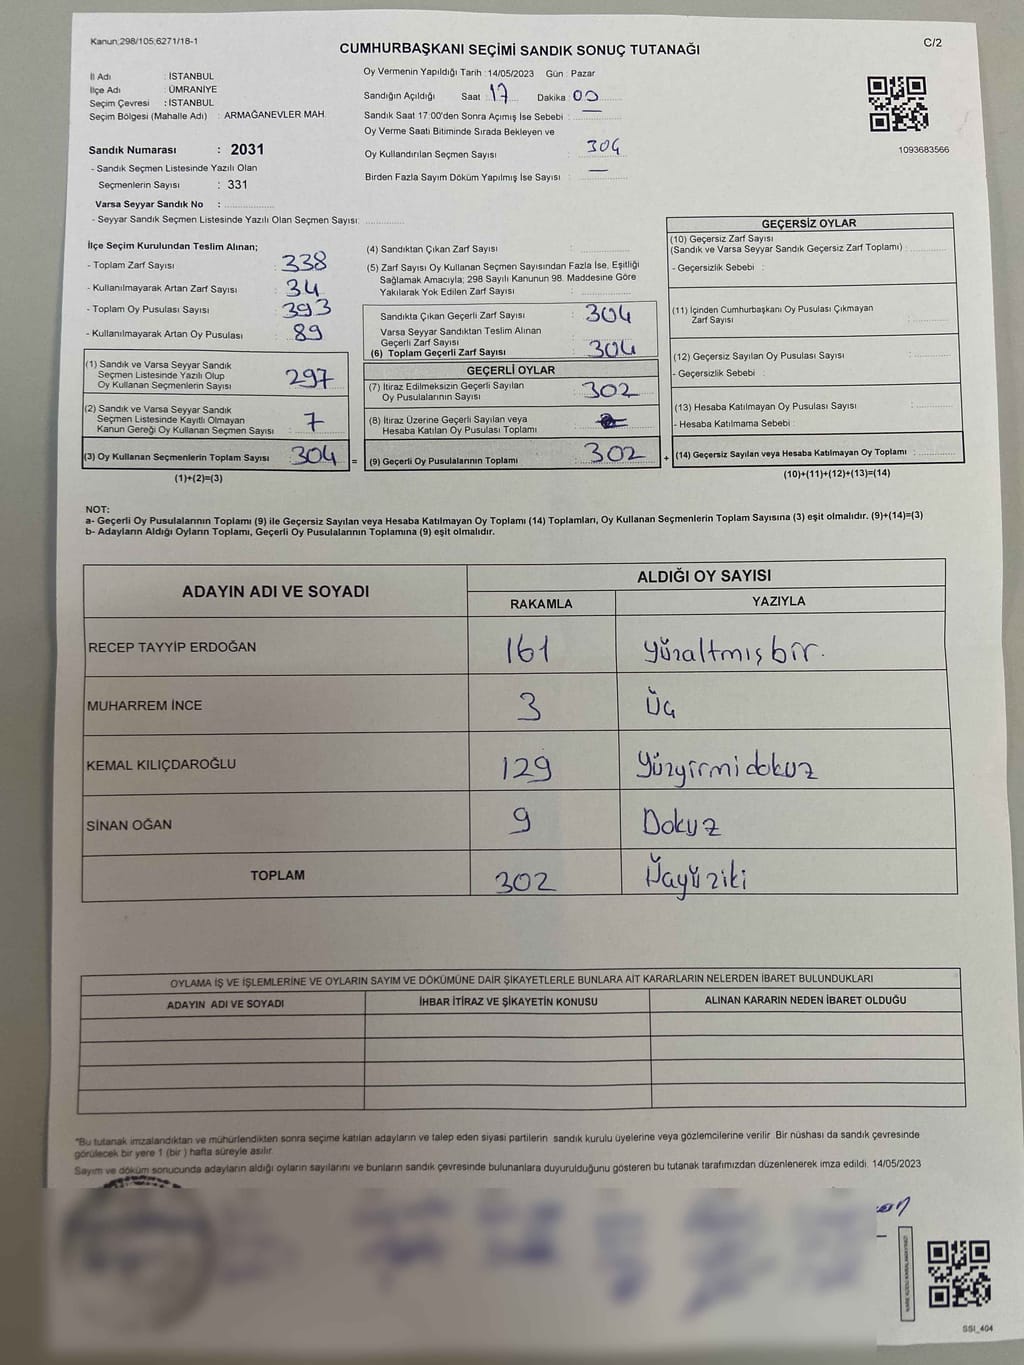 Kanun;298/105;6271/18-1
CUMHURBAŞKANI SEÇİMİ SANDIK SONUÇ TUTANAĞI
C/2
İl Adı : İSTANBUL
İlçe Adı : ÜMRANİYE
Seçim Çevresi : İSTANBUL
Seçim Bölgesi (Mahalle Adı) : ARMAĞANEVLER MAH.
Sandık Numarası : 2031
- Sandık Seçmen Listesinde Yazılı Olan
Seçmenlerin Sayısı : 331
Varsa Seyyar Sandık No :
- Seyyar Sandık Seçmen Listesinde Yazılı Olan Seçmen Sayısı:
Oy Vermenin Yapıldığı Tarih : 14/05/2023 Gün : Pazar
Sandığın Açıldığı Saat : 17 Dakika : 00
Sandık Saat 17:00'den Sonra Açımış İse Sebebi : —
Oy Verme Saati Bitiminde Sırada Bekleyen ve
Oy Kullandırılan Seçmen Sayısı : 304
Birden Fazla Sayım Döküm Yapılmış İse Sayısı : —
1093683566
İlçe Seçim Kurulundan Teslim Alınan;
- Toplam Zarf Sayısı : 338
- Kullanılmayarak Artan Zarf Sayısı : 34
- Toplam Oy Pusulası Sayısı : 393
- Kullanılmayarak Artan Oy Pusulası : 89
(1) Sandık ve Varsa Seyyar Sandık
Seçmen Listesinde Yazılı Olup
Oy Kullanan Seçmenlerin Sayısı : 297
(2) Sandık ve Varsa Seyyar Sandık
Seçmen Listesinde Kayıtlı Olmayan
Kanun Gereği Oy Kullanan Seçmen Sayısı : 7
(3) Oy Kullanan Seçmenlerin Toplam Sayısı : 304
(1)+(2)=(3)
(4) Sandıktan Çıkan Zarf Sayısı :
(5) Zarf Sayısı Oy Kullanan Seçmen Sayısından Fazla İse, Eşitliği
Sağlamak Amacıyla; 298 Sayılı Kanunun 98. Maddesine Göre
Yakılarak Yok Edilen Zarf Sayısı :
Sandıkta Çıkan Geçerli Zarf Sayısı : 304
Varsa Seyyar Sandıktan Teslim Alınan
Geçerli Zarf Sayısı
(6) Toplam Geçerli Zarf Sayısı : 304
GEÇERLİ OYLAR
(7) İtiraz Edilmeksizin Geçerli Sayılan
Oy Pusulalarının Sayısı : 302
(8) İtiraz Üzerine Geçerli Sayılan veya
Hesaba Katılan Oy Pusulası Toplamı :
= (9) Geçerli Oy Pusulalarının Toplamı : 302 +
GEÇERSİZ OYLAR
(10) Geçersiz Zarf Sayısı
(Sandık ve Varsa Seyyar Sandık Geçersiz Zarf Toplamı) :
- Geçersizlik Sebebi :
(11) İçinden Cumhurbaşkanı Oy Pusulası Çıkmayan
Zarf Sayısı :
(12) Geçersiz Sayılan Oy Pusulası Sayısı :
- Geçersizlik Sebebi :
(13) Hesaba Katılmayan Oy Pusulası Sayısı :
- Hesaba Katılmama Sebebi :
(14) Geçersiz Sayılan veya Hesaba Katılmayan Oy Toplamı :
(10)+(11)+(12)+(13)=(14)
NOT:
a- Geçerli Oy Pusulalarının Toplamı (9) ile Geçersiz Sayılan veya Hesaba Katılmayan Oy Toplamı (14) Toplamları, Oy Kullanan Seçmenlerin Toplam Sayısına (3) eşit olmalıdır. (9)+(14)=(3)
b- Adayların Aldığı Oyların Toplamı, Geçerli Oy Pusulalarının Toplamına (9) eşit olmalıdır.
ADAYIN ADI VE SOYADI
ALDIĞI OY SAYISI
RAKAMLA YAZIYLA
RECEP TAYYİP ERDOĞAN 161 Yüzaltmışbir.
MUHARREM İNCE 3 Üç
KEMAL KILIÇDAROĞLU 129 Yüzyirmidokuz
SİNAN OĞAN 9 Dokuz
TOPLAM 302 Üçyüziki
OYLAMA İŞ VE İŞLEMLERİNE VE OYLARIN SAYIM VE DÖKÜMÜNE DAİR ŞİKAYETLERLE BUNLARA AİT KARARLARIN NELERDEN İBARET BULUNDUKLARI
ADAYIN ADI VE SOYADI İHBAR İTİRAZ VE ŞİKAYETİN KONUSU ALINAN KARARIN NEDEN İBARET OLDUĞU
*Bu tutanak imzalandıktan ve mühürlendikten sonra seçime katılan adayların ve talep eden siyasi partilerin sandık kurulu üyelerine veya gözlemcilerine verilir. Bir nüshası da sandık çevresinde
görülecek bir yere 1 (bir ) hafta süreyle asılır.
Sayım ve döküm sonucunda adayların aldığı oyların sayılarını ve bunların sandık çevresinde bulunanlara duyurulduğunu gösteren bu tutanak tarafımızdan düzenlenerek imza edildi. 14/05/2023
SSI_404